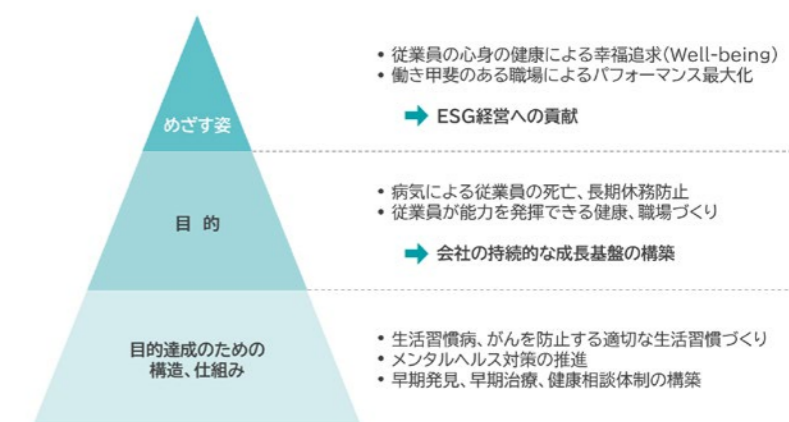 • 従業員の心身の健康による幸福追求(Well-being)
• 働き甲斐のある職場によるパフォーマンス最大化
➡ ESG経営への貢献
めざす姿
• 病気による従業員の死亡、長期休務防止
• 従業員が能力を発揮できる健康、職場づくり
➡ 会社の持続的な成長基盤の構築
目的
• 生活習慣病、がんを防止する適切な生活習慣づくり
• メンタルヘルス対策の推進
• 早期発見、早期治療、健康相談体制の構築
目的達成のための
構造、仕組み